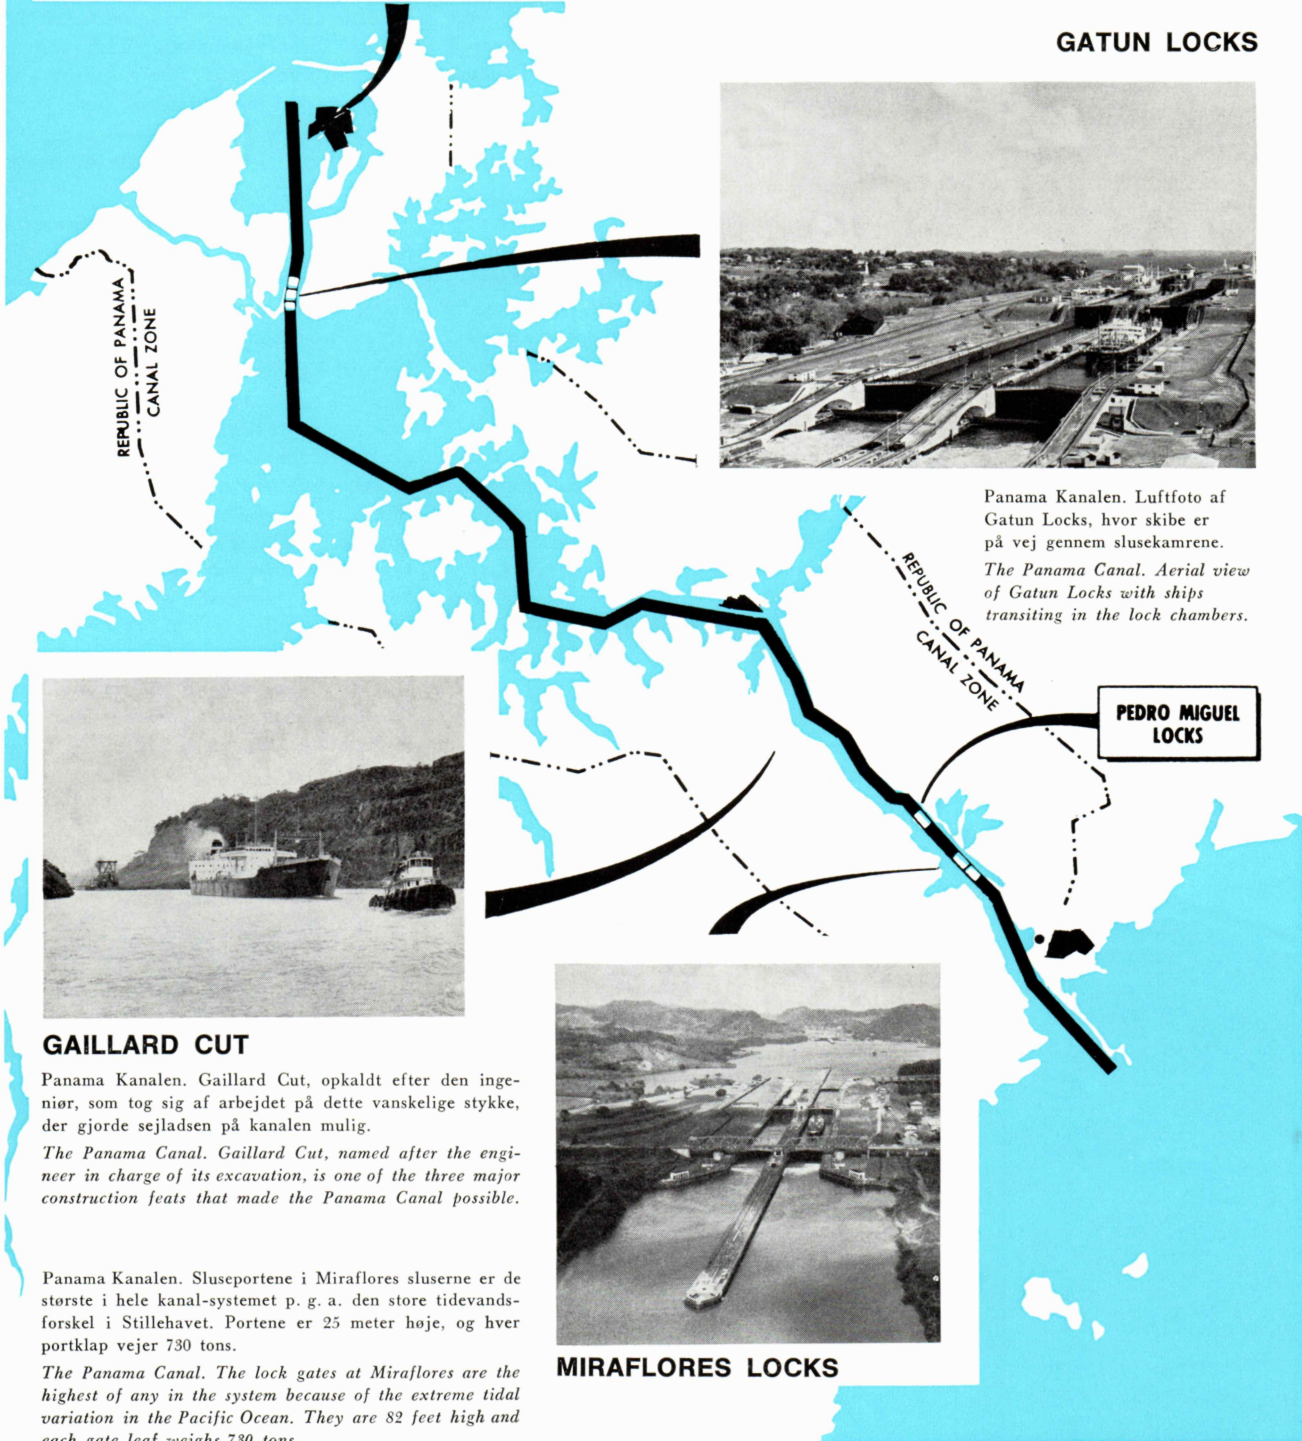 GATUN LOCKS
REPUBLIC OF PANAMA
CANAL ZONE
Panama Kanalen. Luftfoto af
Gatun Locks, hvor skibe er
på vej gennem slusekamrene.
The Panama Canal. Aerial view
of Gatun Locks with ships
transiting in the lock chambers.
REPUBLIC OF PANAMA
CANAL ZONE
PEDRO MIGUEL
LOCKS
GAILLARD CUT
Panama Kanalen. Gaillard Cut, opkaldt efter den inge-
niør, som tog sig af arbejdet på dette vanskelige stykke,
der gjorde sejladsen på kanalen mulig.
The Panama Canal. Gaillard Cut, named after the engi-
neer in charge of its excavation, is one of the three major
construction feats that made the Panama Canal possible.
Panama Kanalen. Sluseportene i Miraflores sluserne er de
største i hele kanal-systemet p. g. a. den store tidevands-
forskel i Stillehavet. Portene er 25 meter høje, og hver
portklap vejer 730 tons.
The Panama Canal. The lock gates at Miraflores are the
highest of any in the system because of the extreme tidal
variation in the Pacific Ocean. They are 82 feet high and
each gate leaf weighs 730 tons.
MIRAFLORES LOCKS